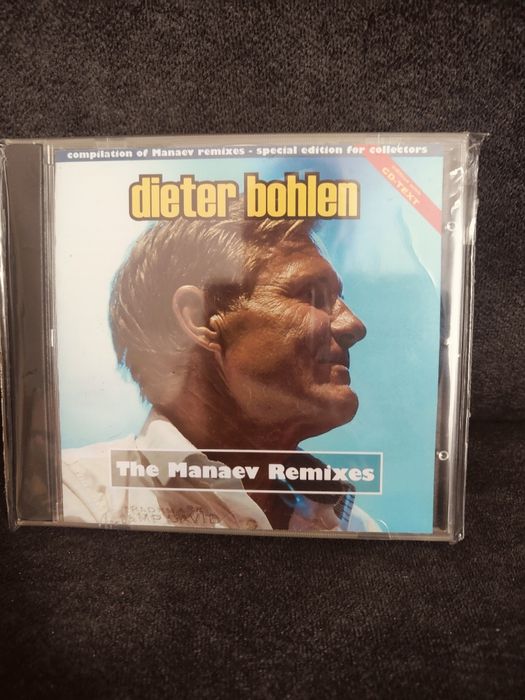 compilation of Manaev remixes - special edition for collectors
CD-TEXT
dieter bohlen
The Manaev Remixes